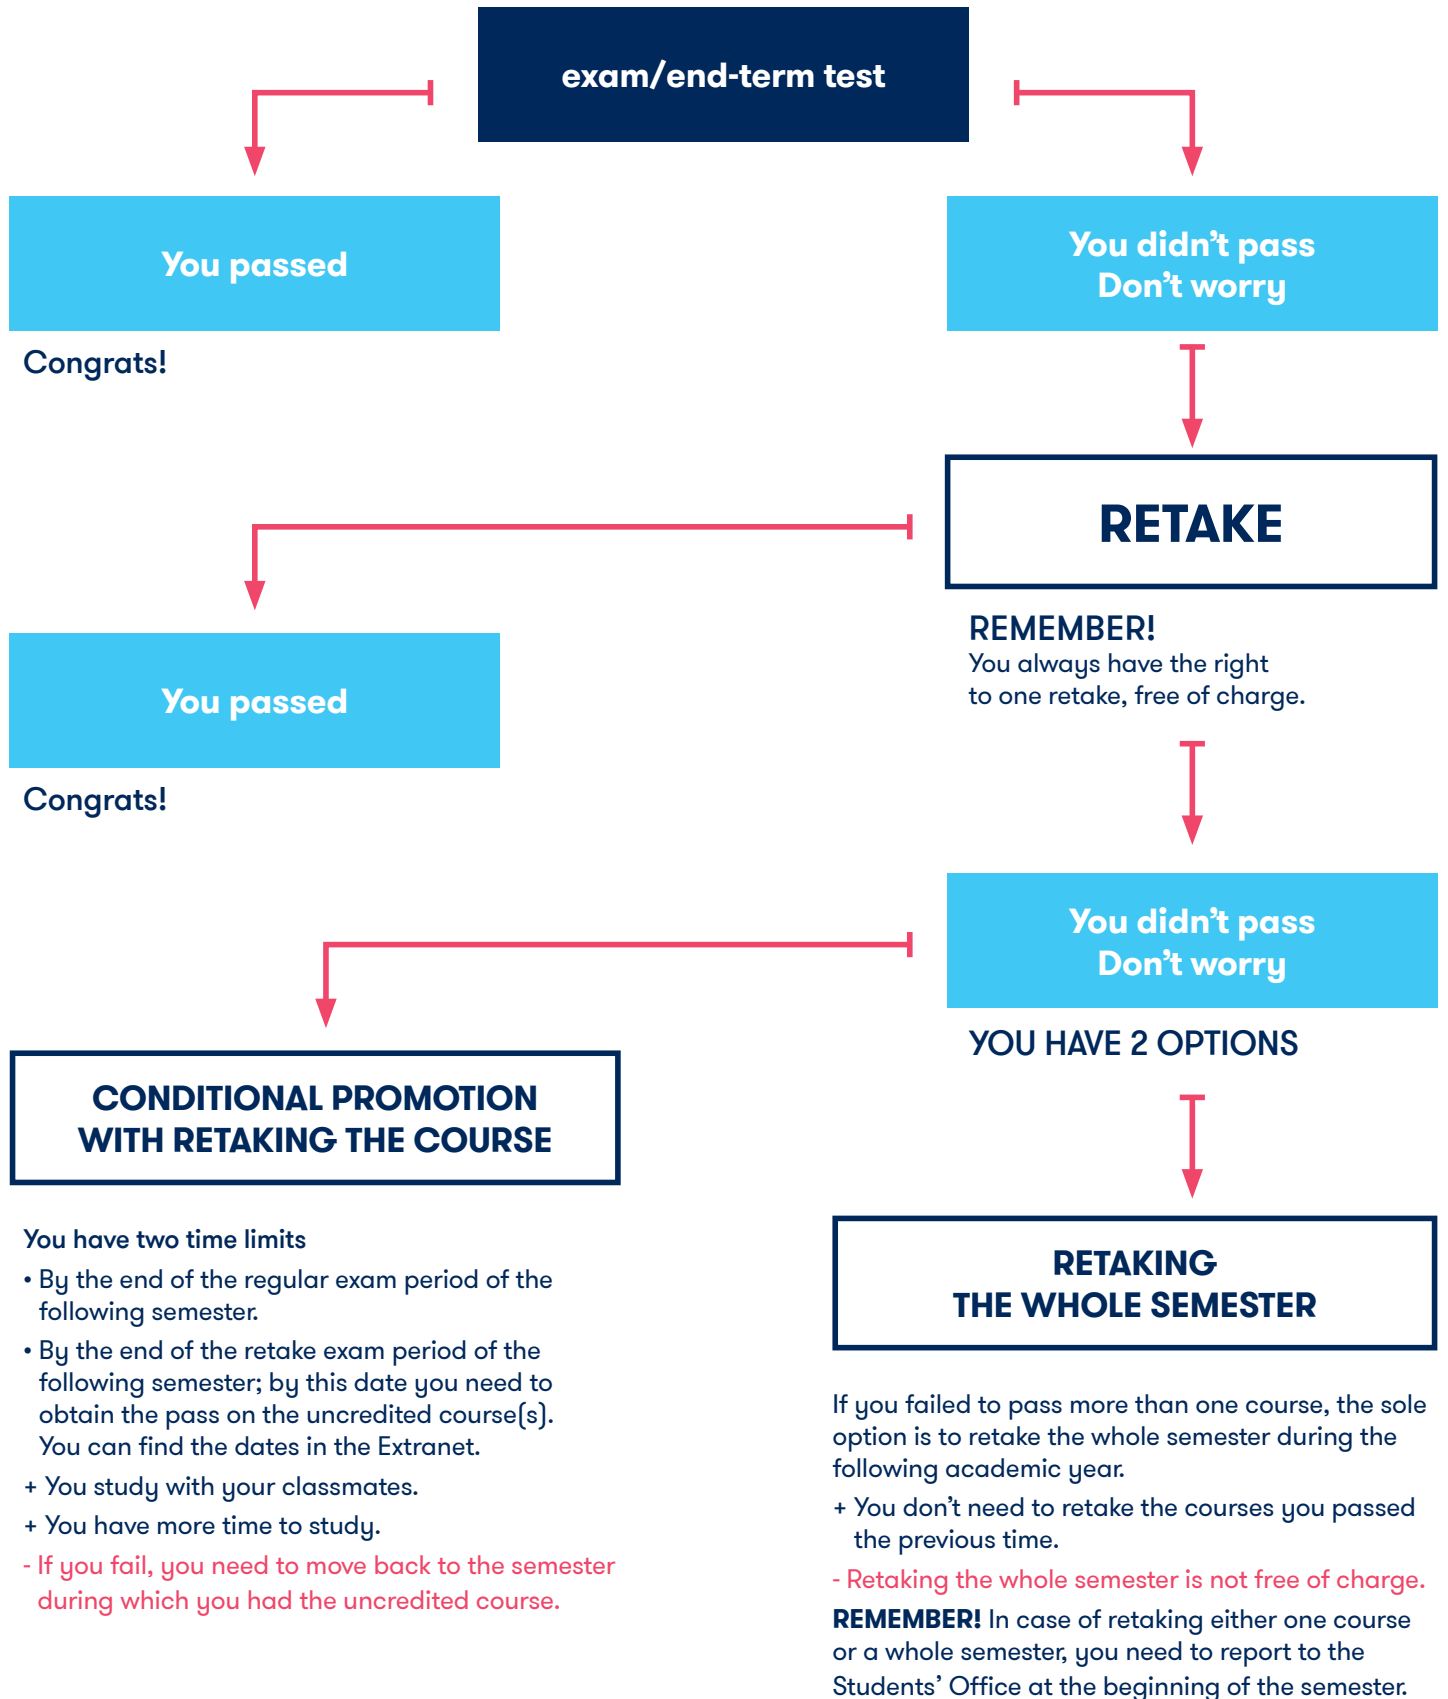 exam/end-term test
You passed
Congrats!
You didn’t pass
Don’t worry
RETAKE
REMEMBER!
You always have the right
to one retake, free of charge.
You passed
Congrats!
You didn’t pass
Don’t worry
YOU HAVE 2 OPTIONS
CONDITIONAL PROMOTION
WITH RETAKING THE COURSE
You have two time limits
• By the end of the regular exam period of the
following semester.
• By the end of the retake exam period of the
following semester; by this date you need to
obtain the pass on the uncredited course(s).
You can find the dates in the Extranet.
+ You study with your classmates.
+ You have more time to study.
- If you fail, you need to move back to the semester
during which you had the uncredited course.
RETAKING
THE WHOLE SEMESTER
If you failed to pass more than one course, the sole
option is to retake the whole semester during the
following academic year.
+ You don’t need to retake the courses you passed
the previous time.
- Retaking the whole semester is not free of charge.
REMEMBER! In case of retaking either one course
or a whole semester, you need to report to the
Students’ Office at the beginning of the semester.